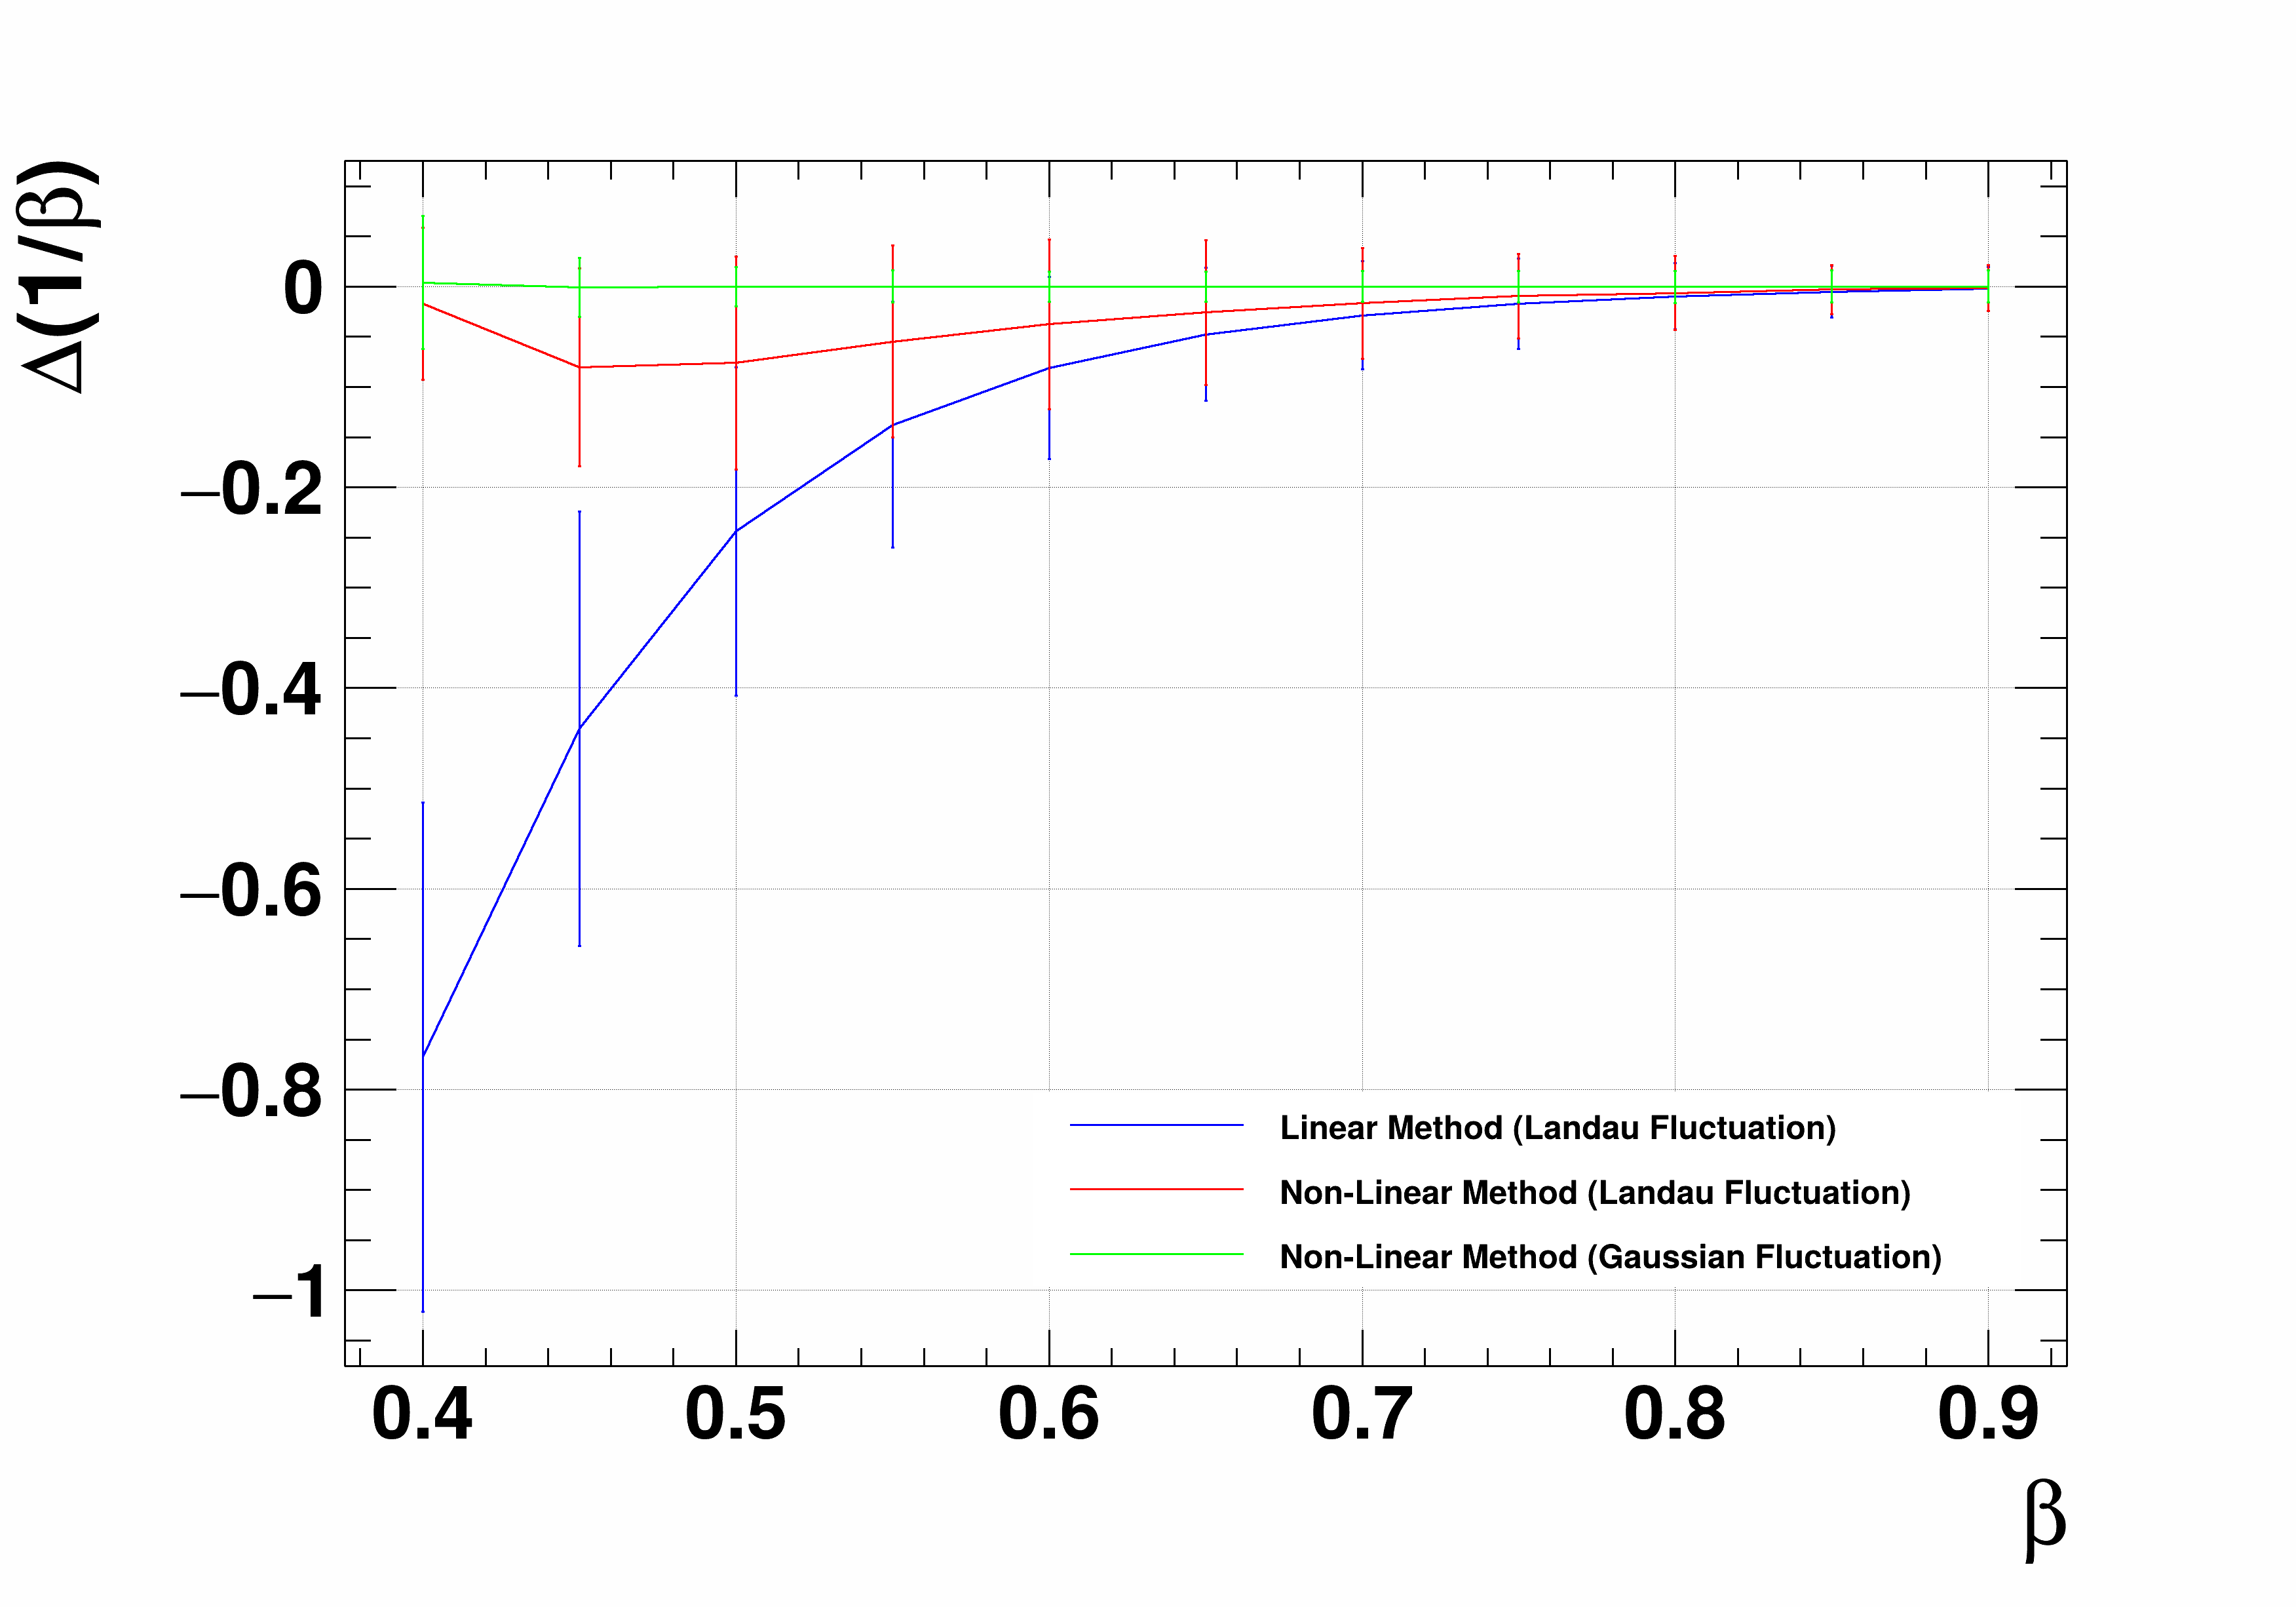 Δ(1/β)
0
−0.2
−0.4
−0.6
−0.8
−1
Linear Method (Landau Fluctuation)
Non-Linear Method (Landau Fluctuation)
Non-Linear Method (Gaussian Fluctuation)
0.4 0.5 0.6 0.7 0.8 0.9
β